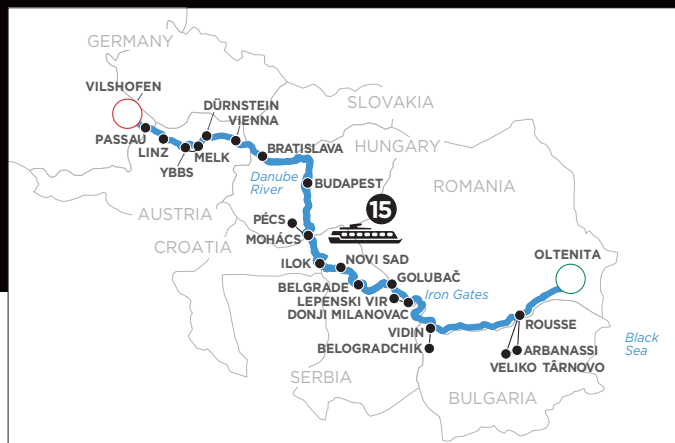 GERMANY
VILSHOFEN
DÜRNSTEIN
SLOVAKIA
VIENNA
PASSAU
LINZ
MELK
YBBS
BRATISLAVA
HUNGARY
Danube
River
BUDAPEST
ROMANIA
AUSTRIA
PÉCS
15
CROATIA
MOHÁCS
ILOK
NOVI SAD
OLTENITA
GOLUBAČ
BELGRADE
LEPENSKI VIR
Iron Gates
DONJI MILANOVAC
VIDIN
ROUSSE
BELOGRADCHIK
Black
Sea
ARBANASSI
VELIKO TÂRNOVO
SERBIA
BULGARIA